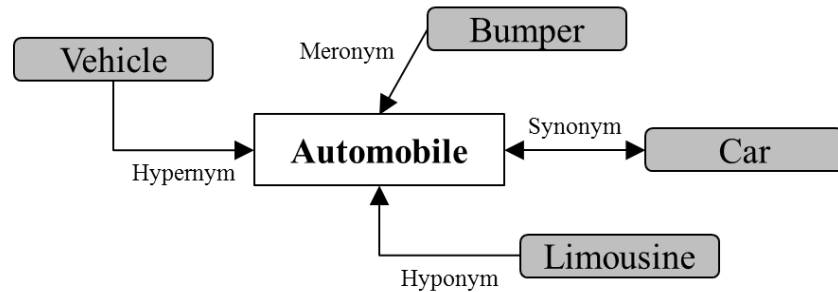 Bumper
Vehicle
Meronym
Synonym
Automobile
Car
Hypernym
Limousine
Hyponym